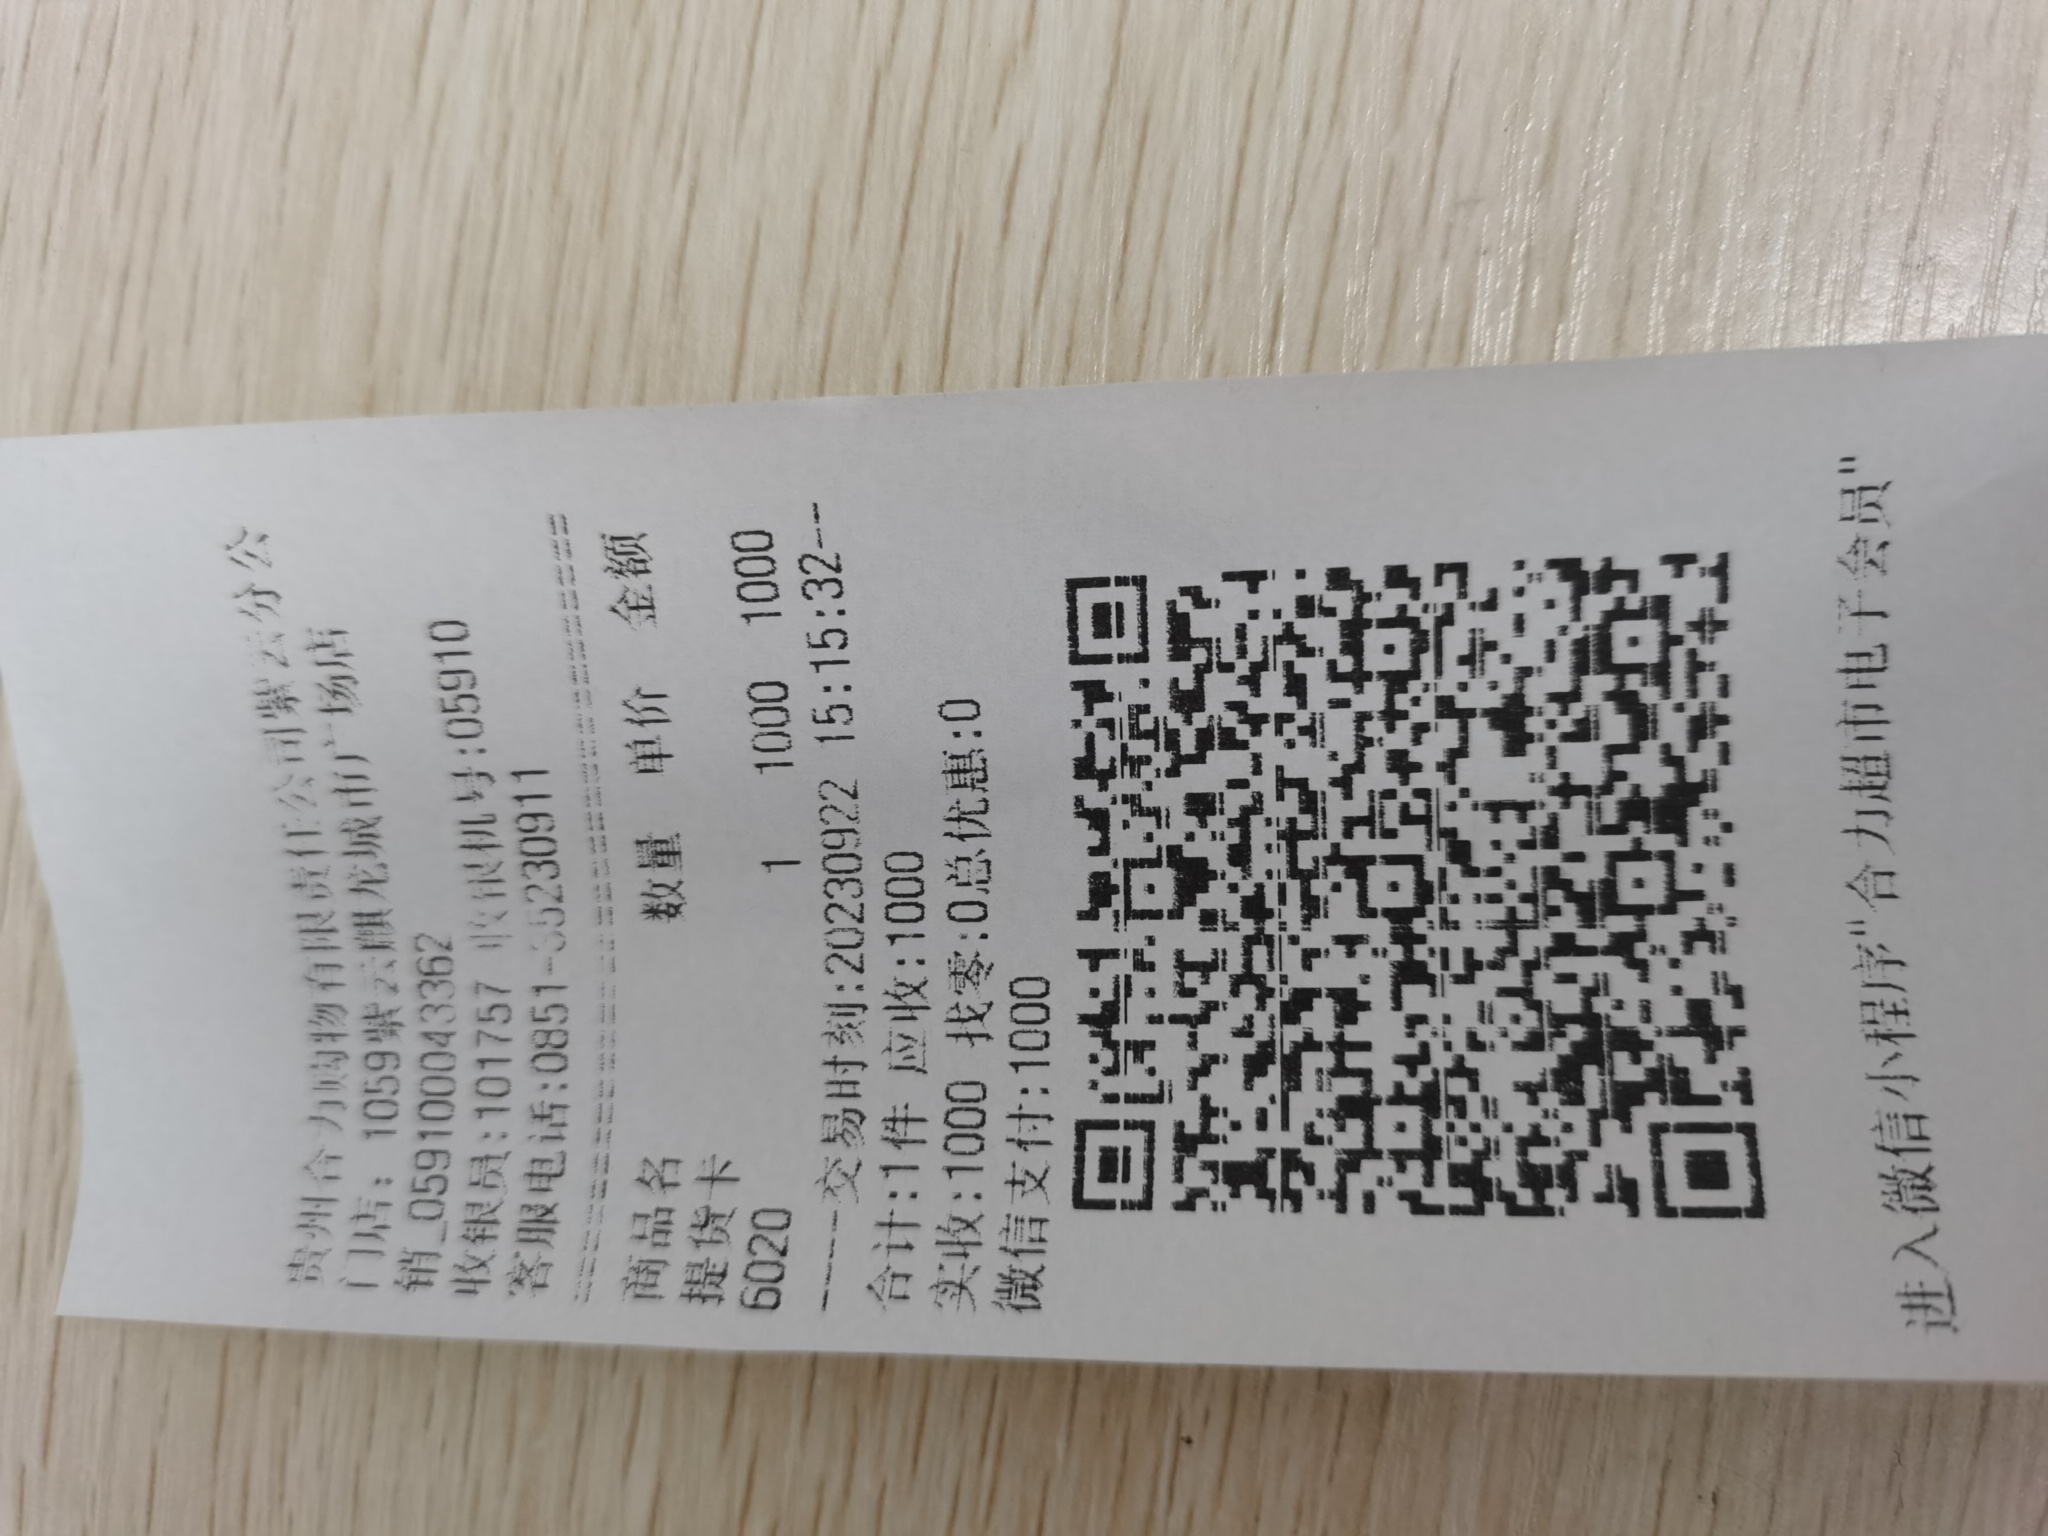 贵州合力购物有限责任公司紫云分公
门店: 1059紫云麒龙城市广场店
销_0591000433362
收银员:101757 收银机号:059910
客服电话:0851-35230911
商品名 数量 单价 金额
提货卡
6020 1 1000 1000
----交易时刻:20230922 15:15:32---
合计:1件 应收:1000
实收:1000 找零:0总优惠:0
微信支付:1000
进入微信小程序"合力超市电子会员"